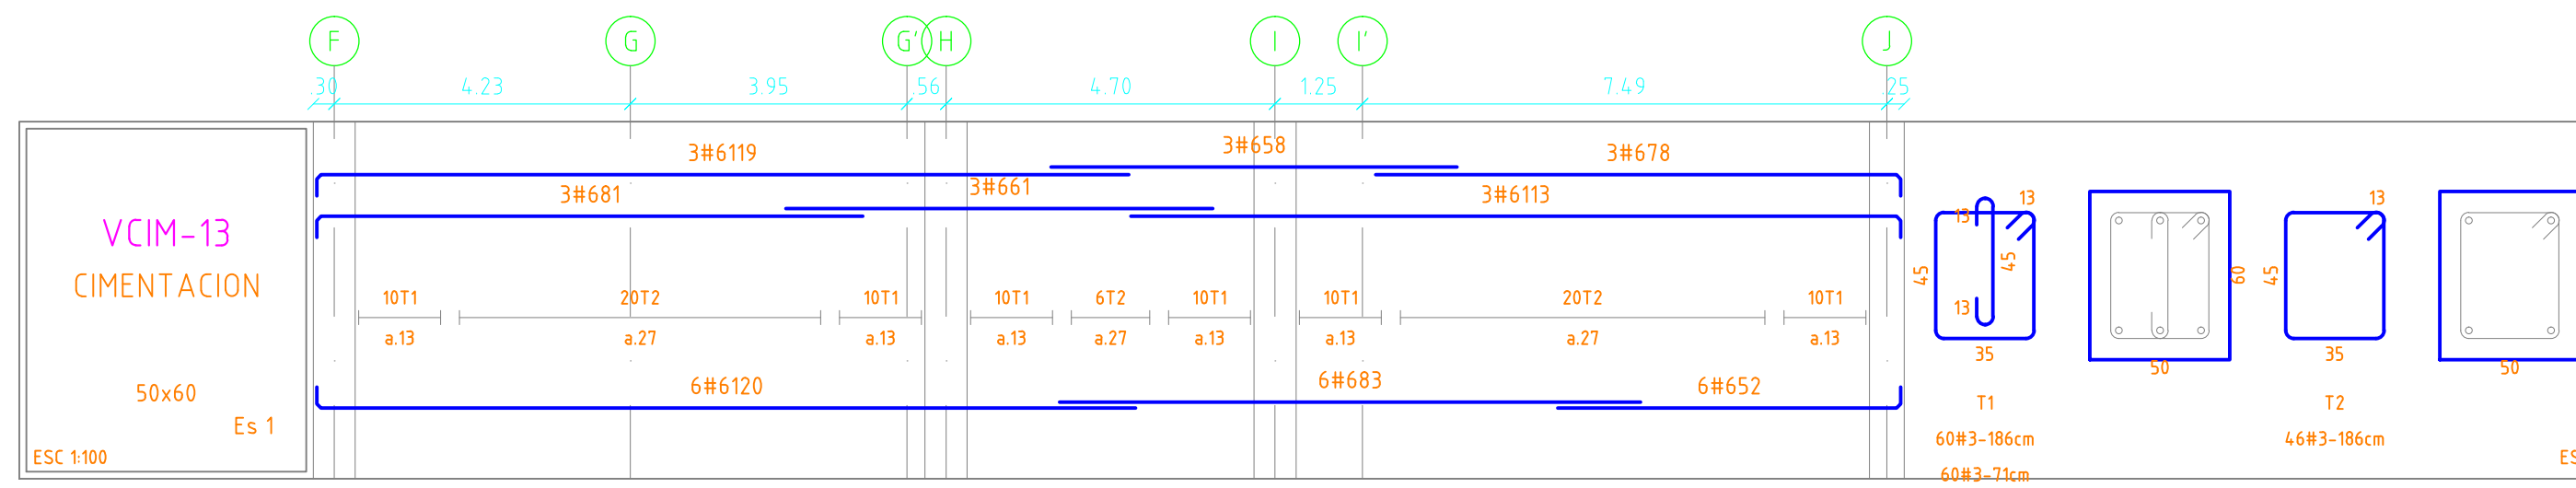 F G G' H I I' J
.30 4.23 3.95 .56 4.70 1.25 7.49 .25
3#6119 3#658 3#678
3#681 3#661 3#6113
VCIM-13
CIMENTACION
50x60
Es 1
ESC 1:100
10T1 20T2 10T1 10T1 6T2 10T1 10T1 20T2 10T1
a.13 a.27 a.13 a.13 a.27 a.13 a.13 a.27 a.13
6#6120 6#683 6#652
13 13
45 45
13
35
T1
60#3-186cm
60#3-71cm
60
50
13
45
35
T2
46#3-186cm
50
ES